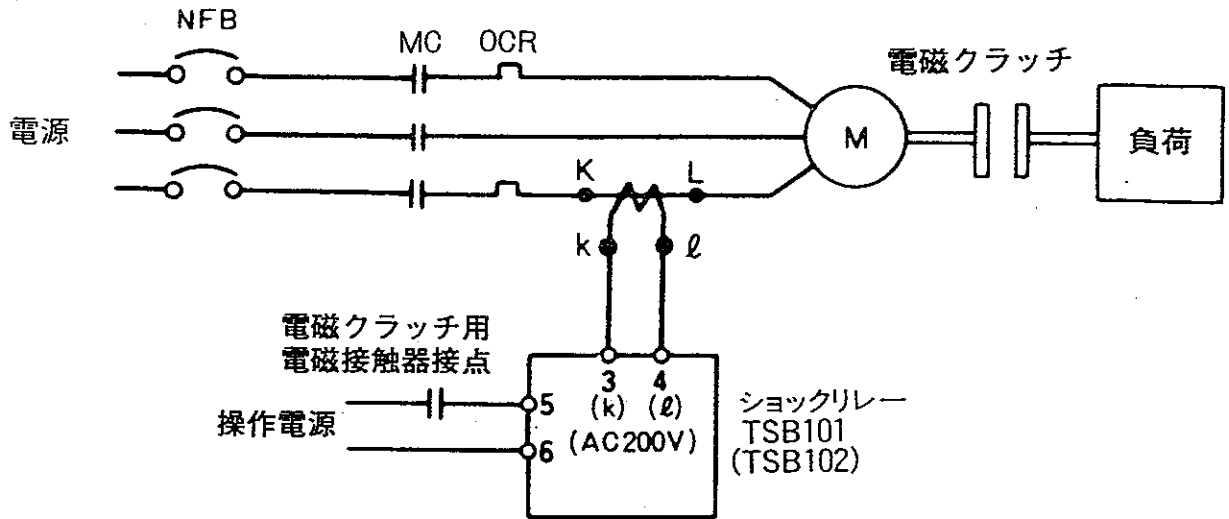 NFB
MC OCR
電磁クラッチ
電源
M
負荷
K L
k ℓ
電磁クラッチ用
電磁接触器接点
操作電源
5
6
3 4
(k) (ℓ)
(AC200V)
ショックリレー
TSB101
(TSB102)